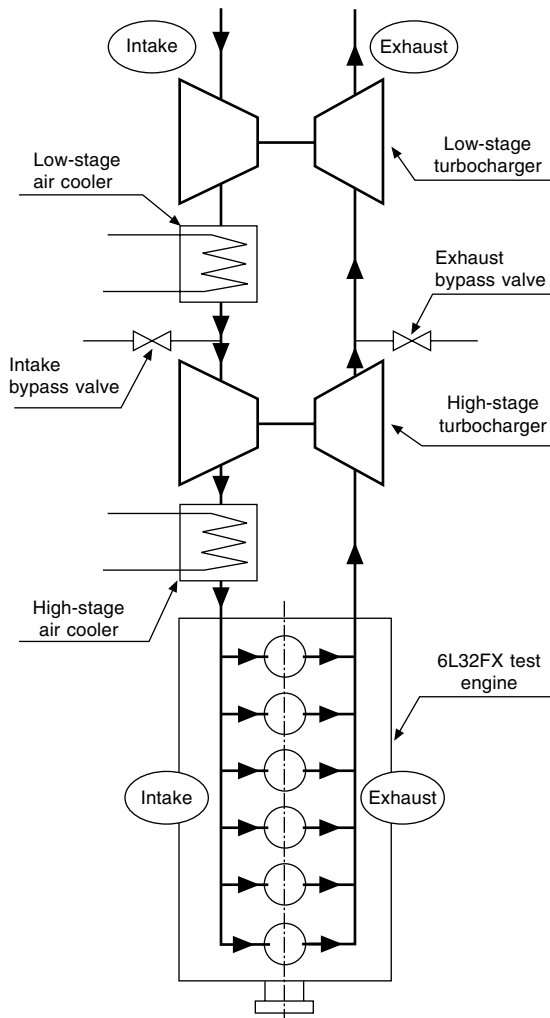 Intake
Exhaust
Low-stage
air cooler
Low-stage
turbocharger
Exhaust
bypass valve
Intake
bypass valve
High-stage
turbocharger
High-stage
air cooler
6L32FX test
engine
Intake
Exhaust